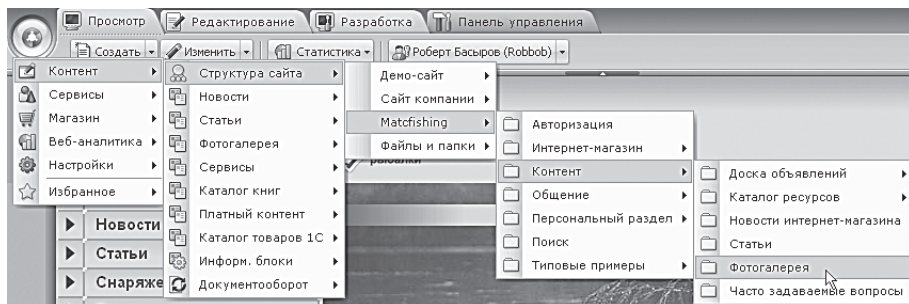 Просмотр Редактирование Разработка Панель управления
Создать Изменить Статистика Роберт Басыров (Robbob)
Контент
Сервисы
Магазин
Веб-аналитика
Настройки
Избранное
Структура сайта
Новости
Статьи
Фотогалерея
Сервисы
Каталог книг
Платный контент
Каталог товаров 1С
Информ. блоки
Документооборот
Демо-сайт
Сайт компании
Matcfishing
Файлы и папки
рыбалки
Авторизация
Интернет-магазин
Контент
Общение
Персональный раздел
Поиск
Типовые примеры
Доска объявлений
Каталог ресурсов
Новости интернет-магазина
Статьи
Фотогалерея
Часто задаваемые вопросы
Новости
Статьи
Снаряже